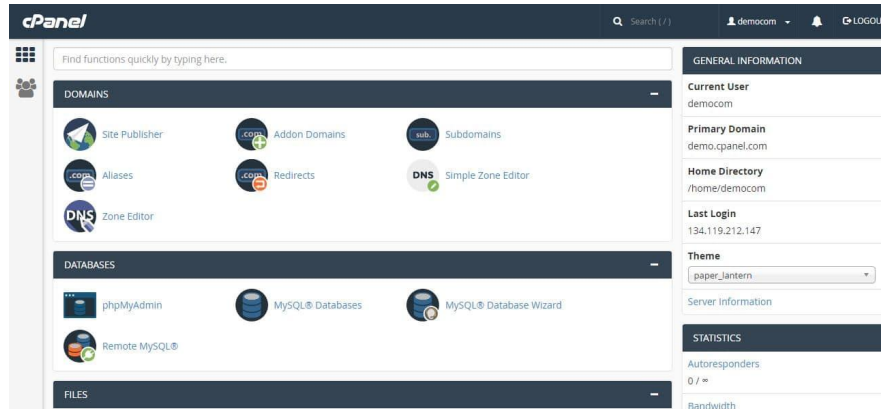 cPanel
Search ( / )
democom
LOGOU
Find functions quickly by typing here.
DOMAINS
Site Publisher
.com
Addon Domains
sub.
Subdomains
.com
Aliases
.com
Redirects
DNS
Simple Zone Editor
DNS
Zone Editor
DATABASES
phpMyAdmin
MySQL® Databases
MySQL® Database Wizard
Remote MySQL®
FILES
GENERAL INFORMATION
Current User
democom
Primary Domain
demo.cpanel.com
Home Directory
/home/democom
Last Login
134.119.212.147
Theme
paper_lantern
Server Information
STATISTICS
Autoresponders
0 / ∞
Bandwidth